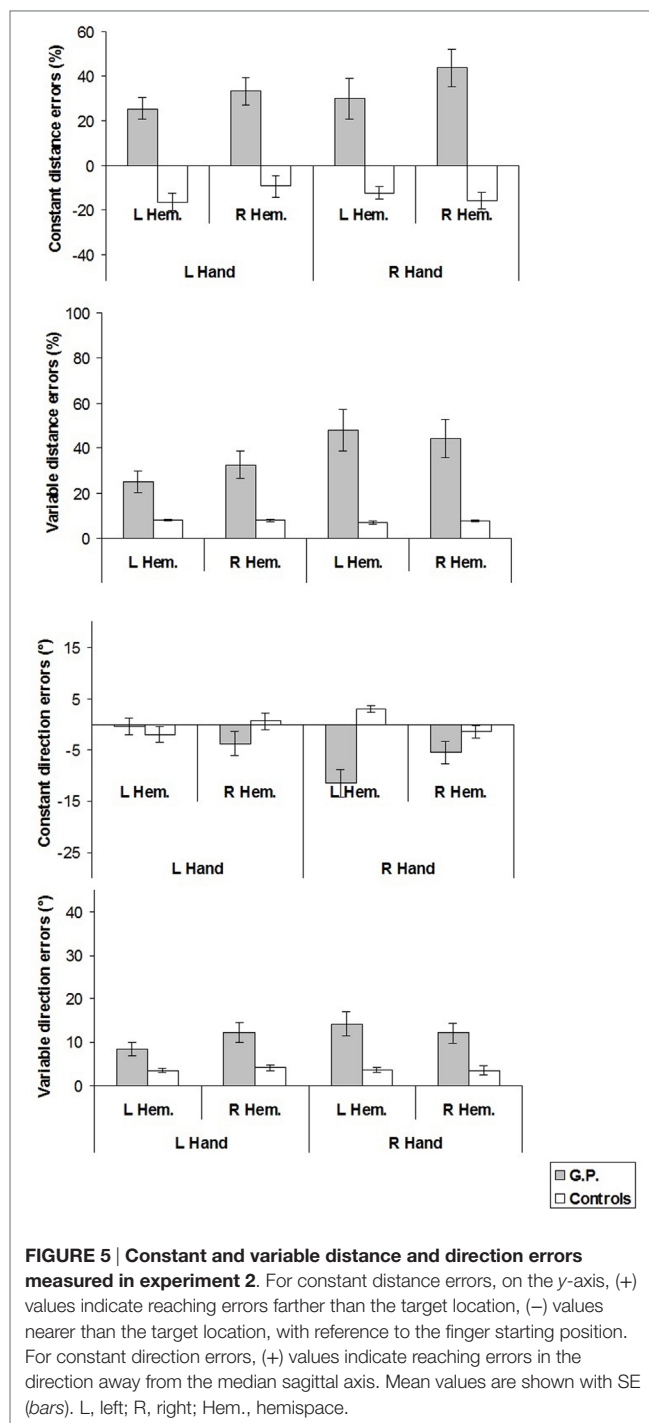 Constant distance errors (%)
60
40
20
0
-20
-40
L Hem.
R Hem.
L Hem.
R Hem.
L Hand
R Hand
Variable distance errors (%)
100
80
60
40
20
0
L Hem.
R Hem.
L Hem.
R Hem.
Constant direction errors (°)
15
5
-5
-15
-25
L Hem.
R Hem.
L Hem.
R Hem.
L Hand
R Hand
Variable direction errors (°)
40
30
20
10
0
L Hem.
R Hem.
L Hem.
R Hem.
L Hand
R Hand
G.P.
Controls
FIGURE 5 | Constant and variable distance and direction errors
measured in experiment 2. For constant distance errors, on the y-axis, (+)
values indicate reaching errors farther than the target location, (−) values
nearer than the target location, with reference to the finger starting position.
For constant direction errors, (+) values indicate reaching errors in the
direction away from the median sagittal axis. Mean values are shown with SE
(bars). L, left; R, right; Hem., hemispace.